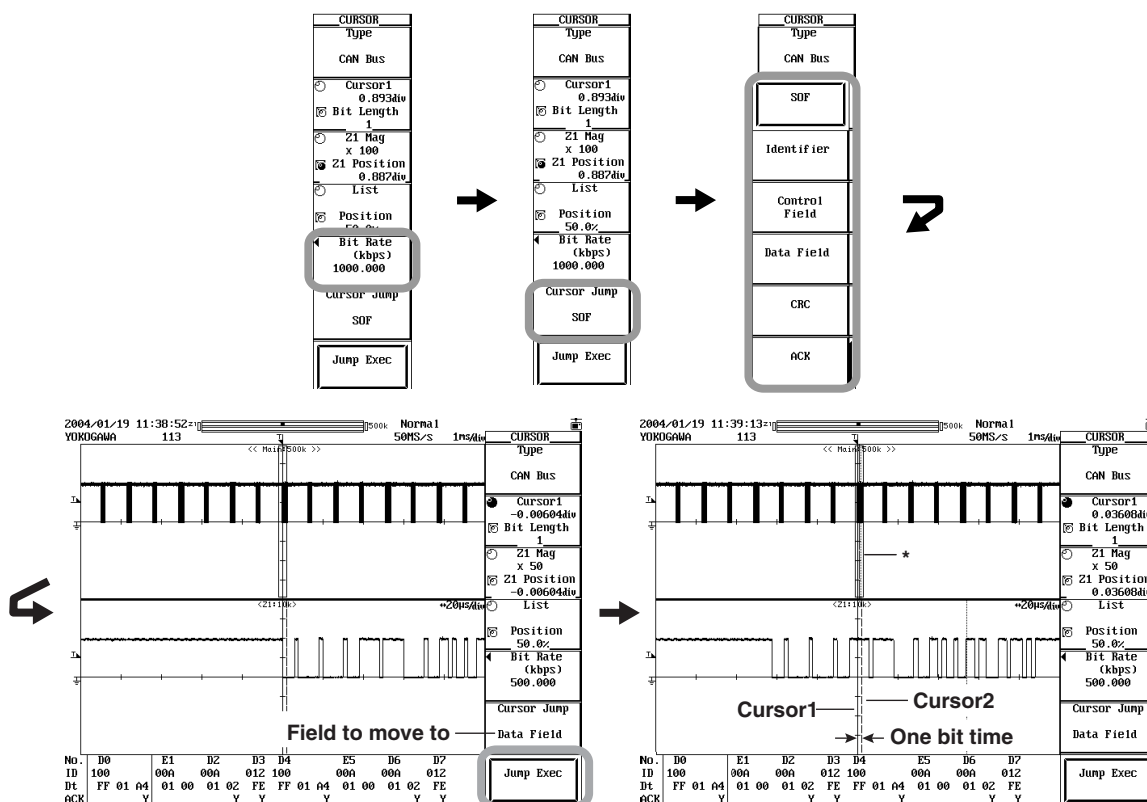 CURSOR
Type
CAN Bus
Cursor1
0.893div
Bit Length
1
Z1 Mag
x 100
Z1 Position
0.887div
List
Position
50.0%
Bit Rate
(kbps)
1000.000
Cursor Jump
SOF
Jump Exec
CURSOR
Type
CAN Bus
Cursor1
0.893div
Bit Length
1
Z1 Mag
x 100
Z1 Position
0.887div
List
Position
50.0%
Bit Rate
(kbps)
1000.000
Cursor Jump
SOF
Jump Exec
CURSOR
Type
CAN Bus
SOF
Identifier
Control
Field
Data Field
CRC
ACK
2004/01/19 11:38:52 500k Normal
YOKOGAWA 113 50MS/s 1ms/div
<< Main:500k >>
<Z1:10k> 20µs/div
CURSOR
Type
CAN Bus
Cursor1
-0.00604div
Bit Length
1
Z1 Mag
x 50
Z1 Position
-0.00604div
List
Position
50.0%
Bit Rate
(kbps)
500.000
Cursor Jump
Field to move to
Data Field
Jump Exec
No. D0 E1 D2 D3 D4 E5 D6 D7
ID 100 00A 00A 012 100 00A 00A 012
Dt FF 01 A4 01 00 01 02 FE FF 01 A4 01 00 01 02 FE
ACK Y Y Y Y Y Y
2004/01/19 11:39:13 500k Normal
YOKOGAWA 113 50MS/s 1ms/div
<< Main:500k >>
*
<Z1:10k> 20µs/div
Cursor1
Cursor2
One bit time
CURSOR
Type
CAN Bus
Cursor1
0.03608div
Bit Length
1
Z1 Mag
x 50
Z1 Position
0.03608div
List
Position
50.0%
Bit Rate
(kbps)
500.000
Cursor Jump
Data Field
Jump Exec
No. D0 E1 D2 D3 D4 E5 D6 D7
ID 100 00A 00A 012 100 00A 00A 012
Dt FF 01 A4 01 00 01 02 FE FF 01 A4 01 00 01 02 FE
ACK Y Y Y Y Y Y